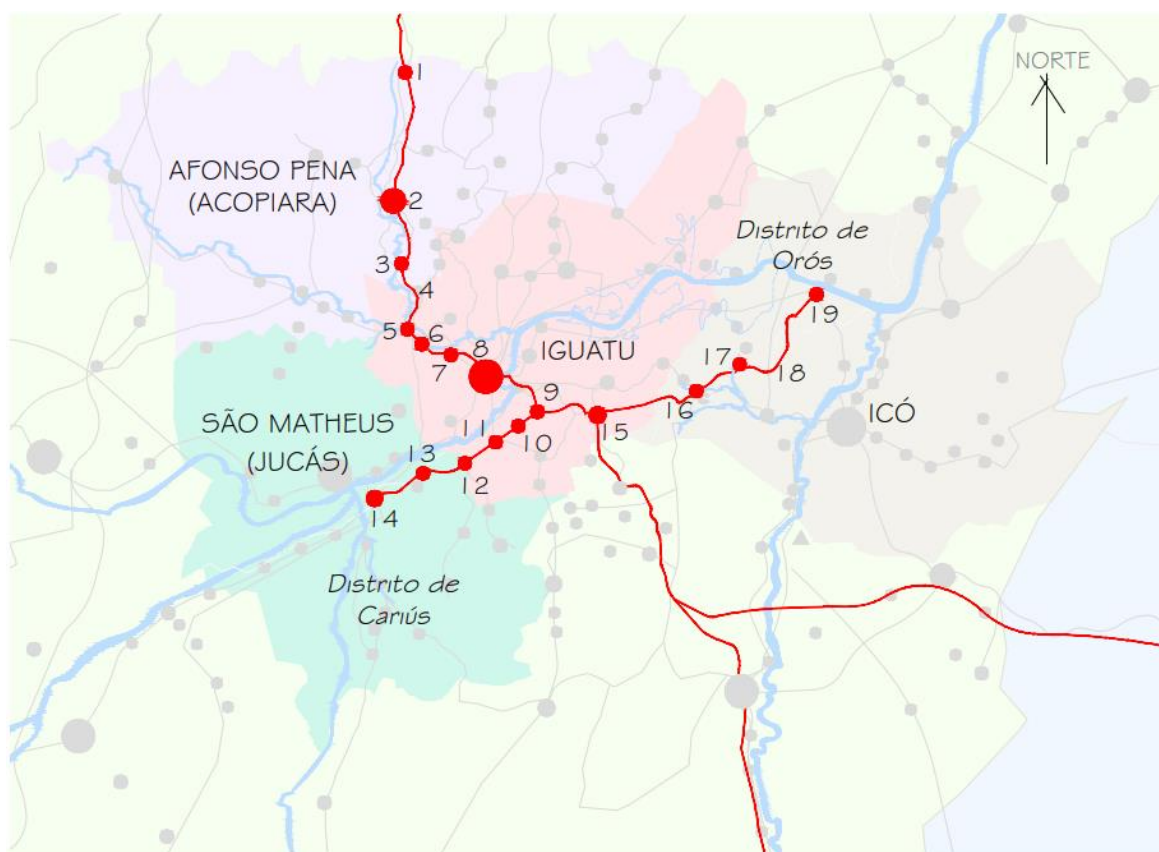 NORTE
1
AFONSO PENA
(ACOPIARA)
2
Distrito de
Orós
3
4
19
5
6
7
8
IGUATU
17
18
9
16
15
ICÓ
SÃO MATHEUS
(JUCÁS)
11
10
13
12
14
Distrito de
Cariús